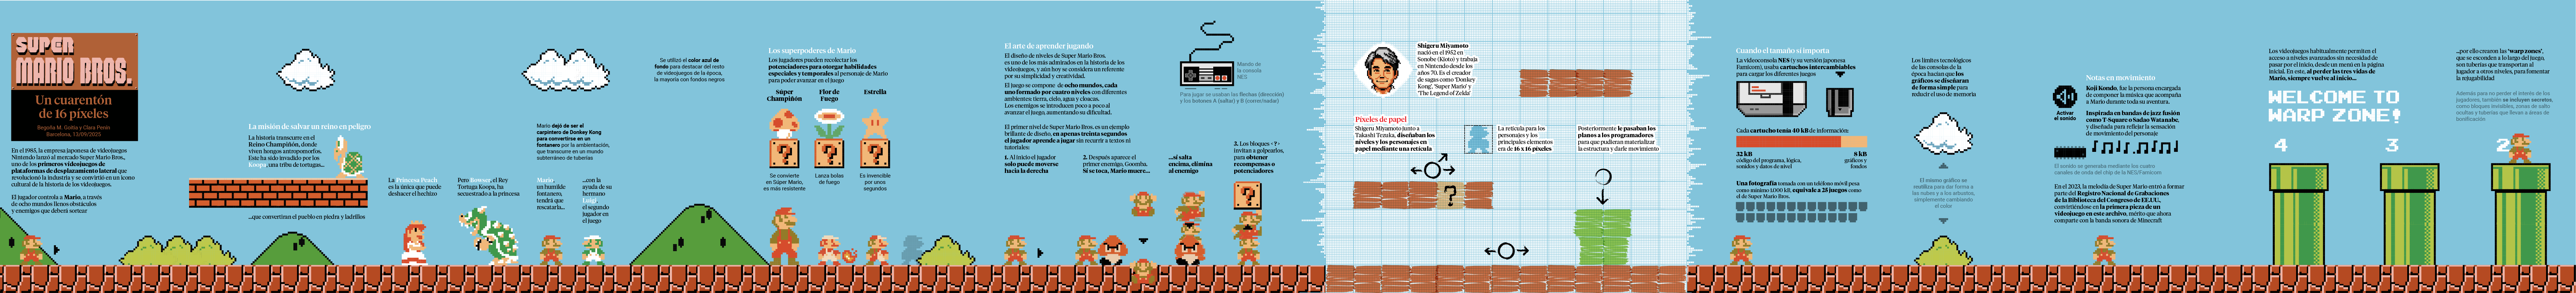 SUPER
MARIO BROS.
Un cuarentón
de 16 píxeles
Begoña M. Goitia y Clara Penín
Barcelona, 13/09/2025
En el 1985, la empresa japonesa de videojuegos
Nintendo lanzó al mercado Super Mario Bros.,
uno de los primeros videojuegos de
plataformas de desplazamiento lateral que
revolucionó la industria y se convirtió en un icono
cultural de la historia de los videojuegos.
El jugador controla a Mario, a través
de ocho mundos llenos obstáculos
y enemigos que deberá sortear
La misión de salvar un reino en peligro
La historia transcurre en el
Reino Champiñón, donde
viven hongos antropomorfos.
Este ha sido invadido por los
Koopa, una tribu de tortugas...
...que convertirán el pueblo en piedra y ladrillos
La Princesa Peach
es la única que puede
deshacer el hechizo
Pero Bowser, el Rey
Tortuga Koopa, ha
secuestrado a la princesa
Mario,
un humilde
fontanero,
tendrá que
rescatarla...
...con la
ayuda de su
hermano
Luigi,
el segundo
jugador en
el juego
Mario dejó de ser el
carpintero de Donkey Kong
para convertirse en un
fontanero por la ambientación,
que transcurre en un mundo
subterráneo de tuberías
Se utilizó el color azul de
fondo para destacar del resto
de videojuegos de la época,
la mayoría con fondos negros
Los superpoderes de Mario
Los jugadores pueden recolectar los
potenciadores para otorgar habilidades
especiales y temporales al personaje de Mario
para poder avanzar en el juego
Súper
Champiñón
Flor de
Fuego
Estrella
? ? ?
Se convierte
en Súper Mario,
es más resistente
Lanza bolas
de fuego
Es invencible
por unos
segundos
El arte de aprender jugando
El diseño de niveles de Super Mario Bros.
es uno de los más admirados en la historia de los
videojuegos, y aún hoy se considera un referente
por su simplicidad y creatividad.
El juego se compone de ocho mundos, cada
uno formado por cuatro niveles con diferentes
ambientes: tierra, cielo, agua y cloacas.
Los enemigos se introducen poco a poco al
avanzar el juego, aumentando su dificultad.
El primer nivel de Super Mario Bros. es un ejemplo
brillante de diseño, en apenas treinta segundos
el jugador aprende a jugar sin recurrir a textos ni
tutoriales:
1. Al inicio el jugador
solo puede moverse
hacia la derecha
2. Después aparece el
primer enemigo, Goomba.
Si se toca, Mario muere...
...si salta
encima, elimina
al enemigo
3. Los bloques «?»
invitan a golpearlos,
para obtener
recompensas o
potenciadores
?
Mando de
la consola
NES
Para jugar se usaban las flechas (dirección)
y los botones A (saltar) y B (correr/nadar)
Shigeru Miyamoto
nació en el 1952 en
Sonobe (Kioto) y trabaja
en Nintendo desde los
años 70. Es el creador
de sagas como 'Donkey
Kong', 'Super Mario' y
'The Legend of Zelda'
Píxeles de papel
Shigeru Miyamoto junto a
Takashi Tezuka, diseñaban los
niveles y los personajes en
papel mediante una retícula
La retícula para los
personajes y los
principales elementos
era de 16 x 16 píxeles
Posteriormente le pasaban los
diseños a los programadores
para que pudieran materializar
la estructura y darle movimiento
?
Cuando el tamaño sí importa
La videoconsola NES (y su versión japonesa
Famicom), usaba cartuchos intercambiables
para cargar los diferentes juegos
Cada cartucho tenía 40 kB de información:
32 kB
código del programa, lógica,
sonidos y datos de nivel
8 kB
gráficos y
fondos
Una fotografía tomada con un teléfono móvil pesa
como mínimo 1.000 kB, equivale a 25 juegos como
el de Super Mario Bros.
Los límites tecnológicos
de las consolas de la
época hacían que los
gráficos se diseñaran
de forma simple para
reducir el uso de memoria
El mismo gráfico se
reutiliza para dar forma a
las nubes y a los arbustos,
simplemente cambiando
el color
Notas en movimiento
Activar
el sonido
Koji Kondo, fue la persona encargada
de componer la música que acompaña
a Mario durante toda su aventura.
Inspirada en bandas de jazz fusión
como T-Square o Sadao Watanabe,
y diseñada para reflejar la sensación
de movimiento del personaje
El sonido se generaba mediante los cuatro
canales de onda del chip de la NES/Famicom
En el 2023, la melodía de Super Mario entró a formar
parte del Registro Nacional de Grabaciones
de la Biblioteca del Congreso de EE.UU.,
convirtiéndose en la primera pieza de un
videojuego en este archivo, mérito que ahora
comparte con la banda sonora de Minecraft
Los videojuegos habitualmente permiten el
acceso a niveles avanzados sin necesidad de
pasar por el inicio, desde un menú en la página
inicial. En este, al perder las tres vidas de
Mario, siempre vuelve al inicio...
WELCOME TO
WARP ZONE!
4 3 2
...por ello crearon las 'warp zones',
que se esconden a lo largo del juego,
son tuberías que transportan al
jugador a otros niveles, para fomentar
la rejugabilidad
Además para no perder el interés de los
jugadores, también se incluyen secretos,
como bloques invisibles, zonas de salto
ocultas y tuberías que llevan a áreas de
bonificación